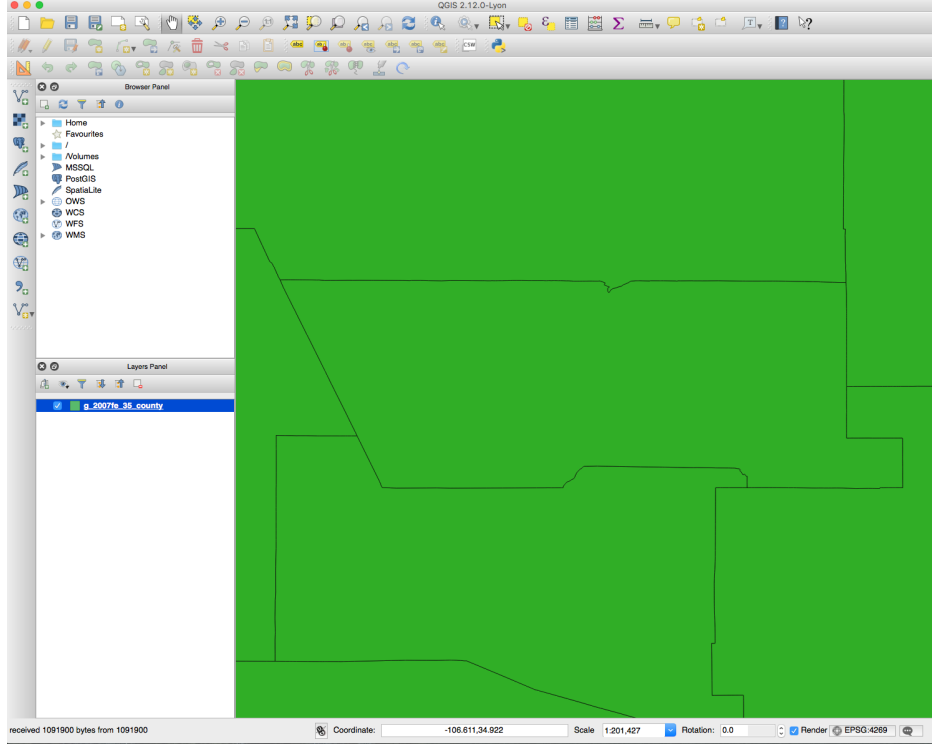 QGIS 2.12.0-Lyon
abc
CSW
Browser Panel
Home
Favourites
/
/Volumes
MSSQL
PostGIS
SpatiaLite
OWS
WCS
WFS
WMS
Layers Panel
g_2007fe_35_county
received 1091900 bytes from 1091900
Coordinate: -106.611,34.922 Scale 1:201,427 Rotation: 0.0 Render EPSG:4269